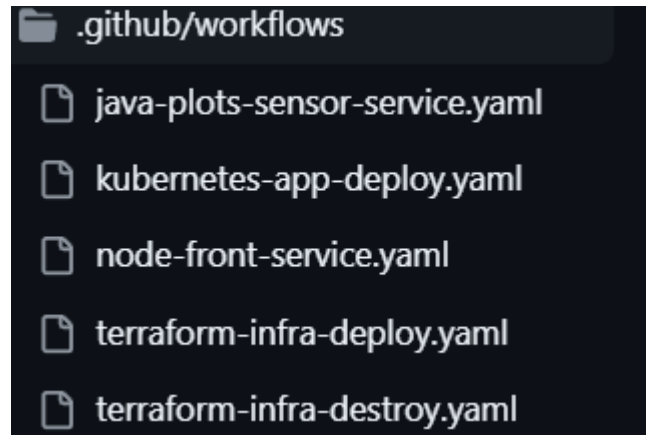 .github/workflows
java-plots-sensor-service.yaml
kubernetes-app-deploy.yaml
node-front-service.yaml
terraform-infra-deploy.yaml
terraform-infra-destroy.yaml